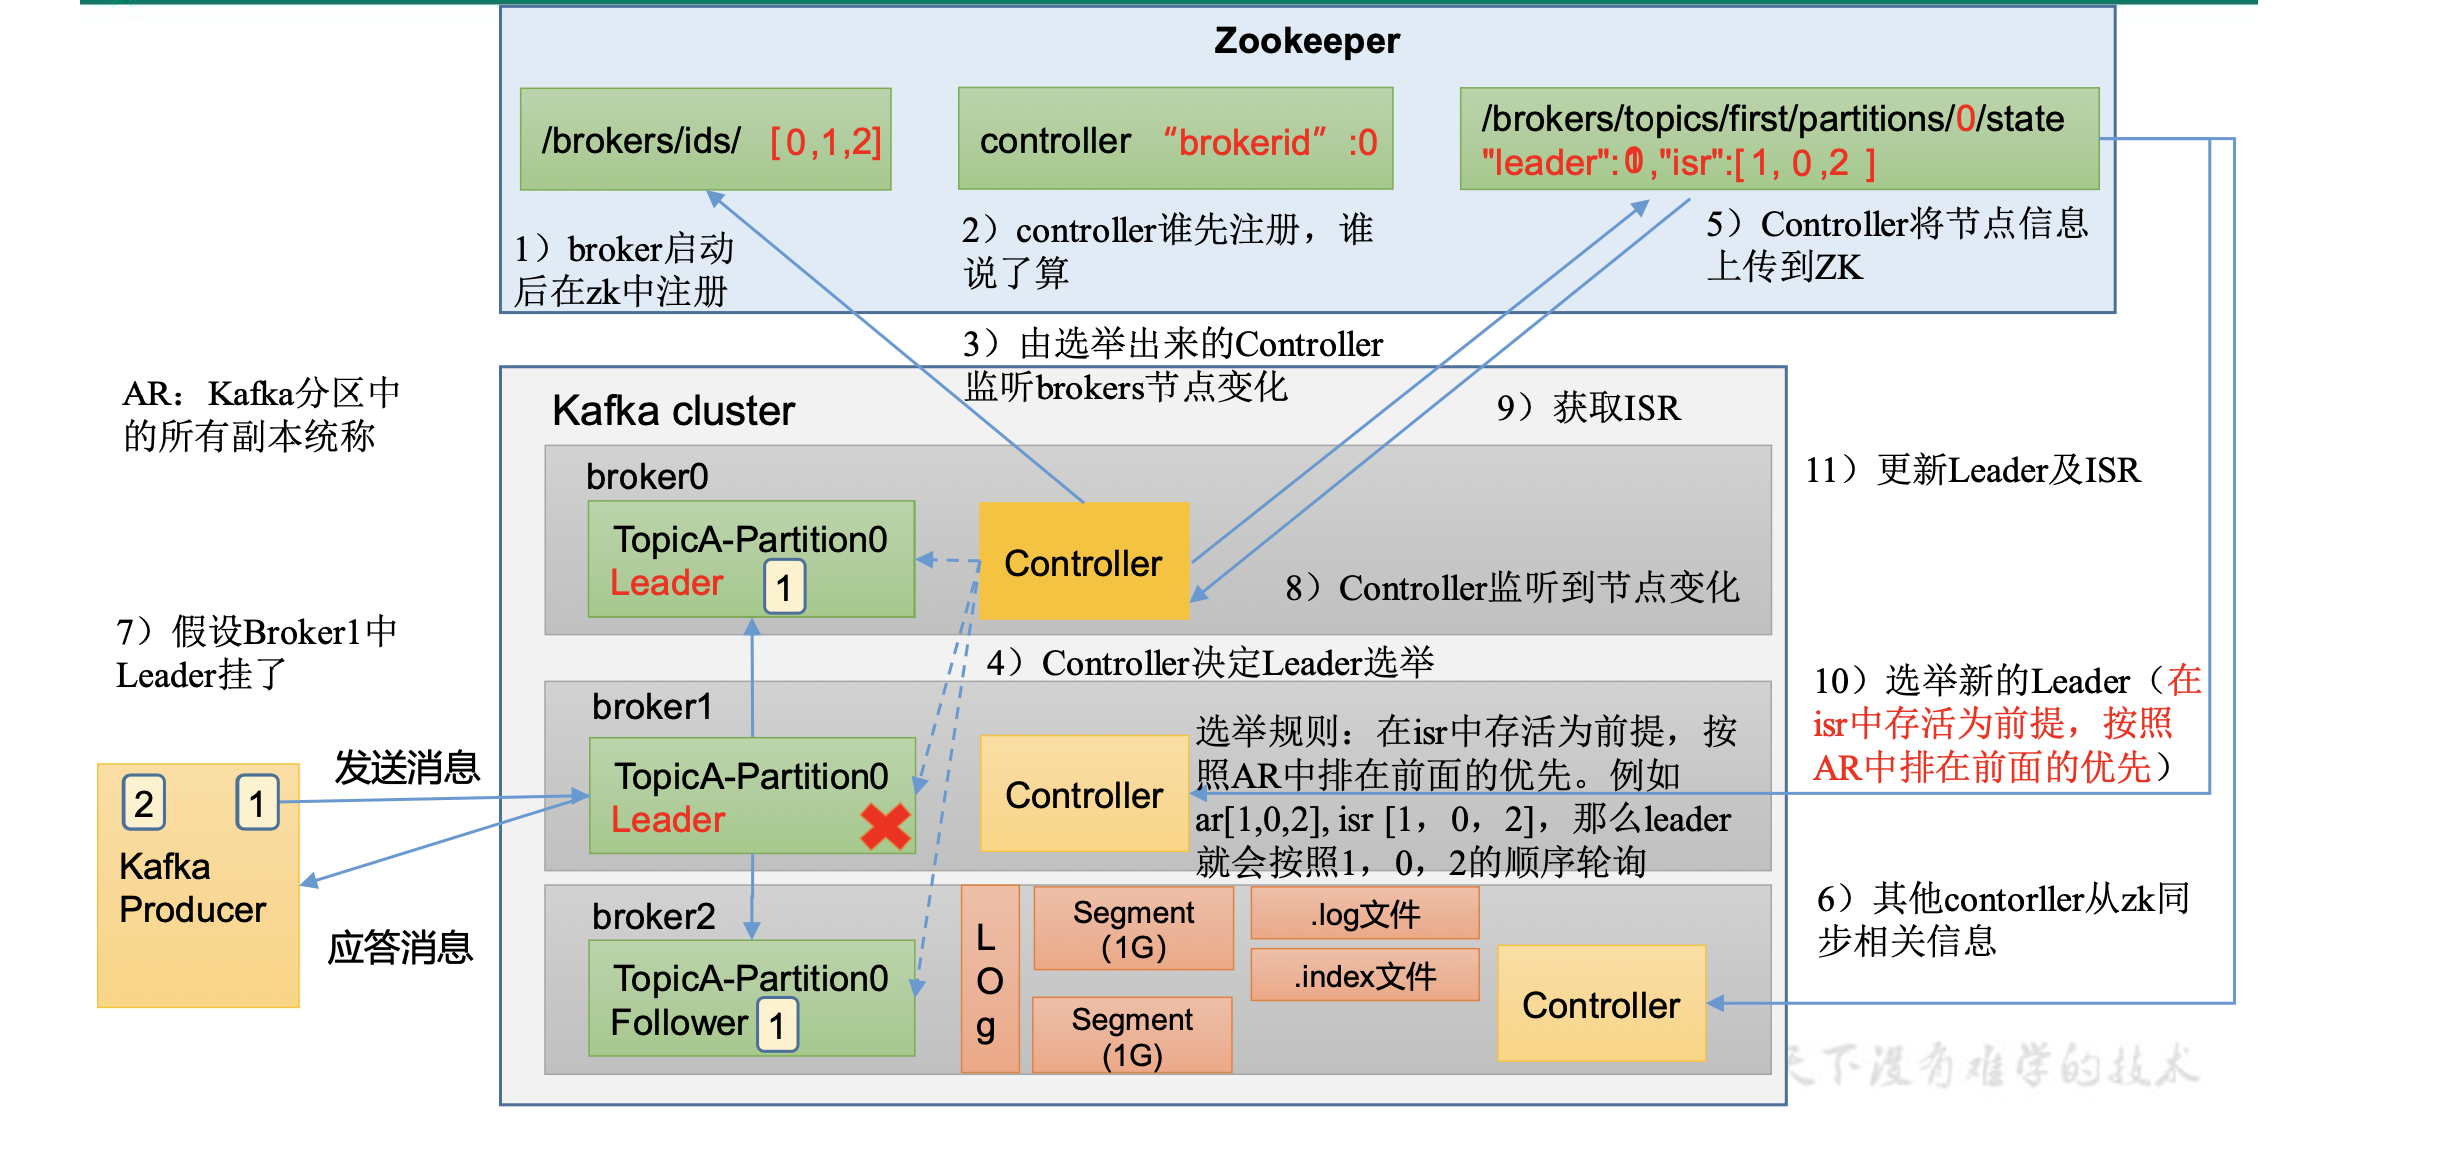 Zookeeper
/brokers/ids/ [0,1,2]
controller “brokerid” :0
/brokers/topics/first/partitions/0/state
"leader": ,"isr":[ 1, 0 ,2 ]
1）broker启动
后在zk中注册
2）controller谁先注册，谁
说了算
5）Controller将节点信息
上传到ZK
3）由选举出来的Controller
监听brokers节点变化
AR：Kafka分区中
的所有副本统称
Kafka cluster
9）获取ISR
11）更新Leader及ISR
broker0
TopicA-Partition0
Leader 1
Controller
8）Controller监听到节点变化
7）假设Broker1中
Leader挂了
4）Controller决定Leader选举
10）选举新的Leader（在
isr中存活为前提，按照
AR中排在前面的优先）
broker1
TopicA-Partition0
Leader
Controller
选举规则：在isr中存活为前提，按
照AR中排在前面的优先。例如
ar[1,0,2], isr [1，0，2]，那么leader
就会按照1，0，2的顺序轮询
发送消息
2 1
Kafka
Producer
应答消息
broker2
TopicA-Partition0
Follower 1
LOg
Segment
(1G)
.log文件
.index文件
Segment
(1G)
Controller
6）其他contorller从zk同
步相关信息
天下没有难学的技术